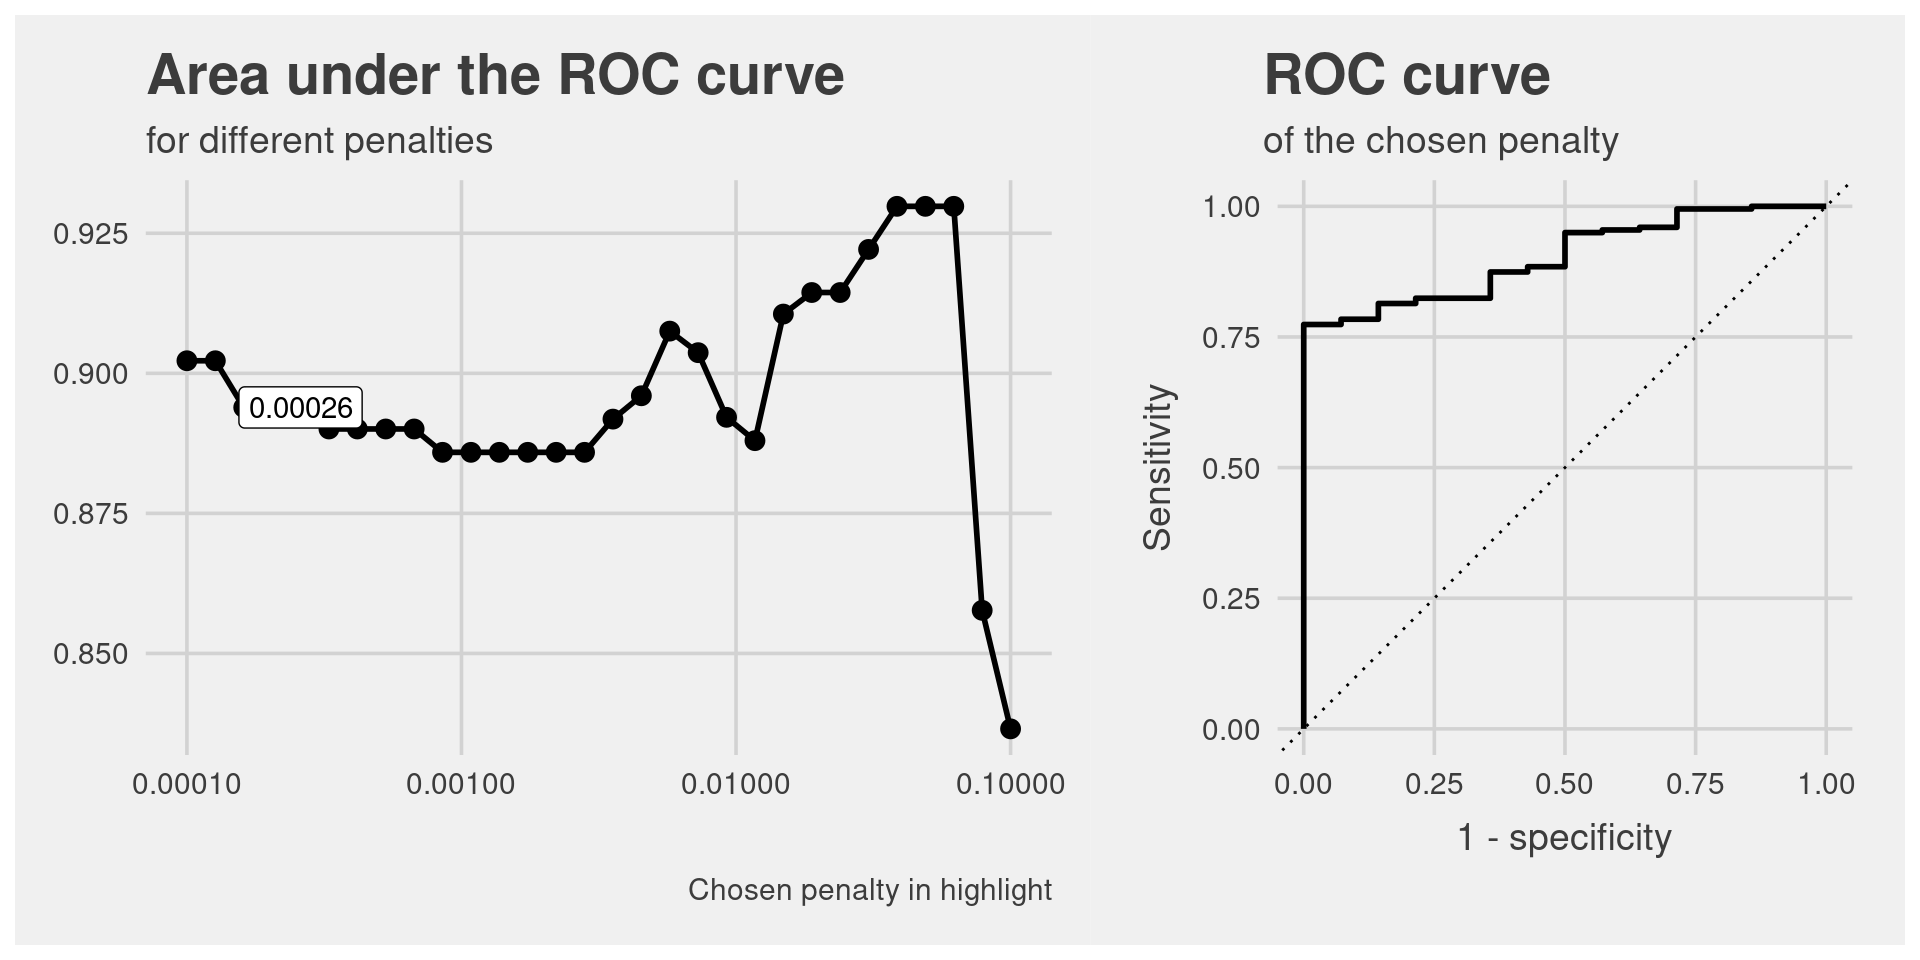 Area under the ROC curve
for different penalties
0.925
0.900
0.875
0.850
0.00026
0.00100
0.00010
0.01000
0.10000
Chosen penalty in highlight
ROC curve
of the chosen penalty
Sensitivity
1.00
0.75
0.50
0.25
0.00
0.00
0.25
0.50
0.75
1.00
1 - specificity